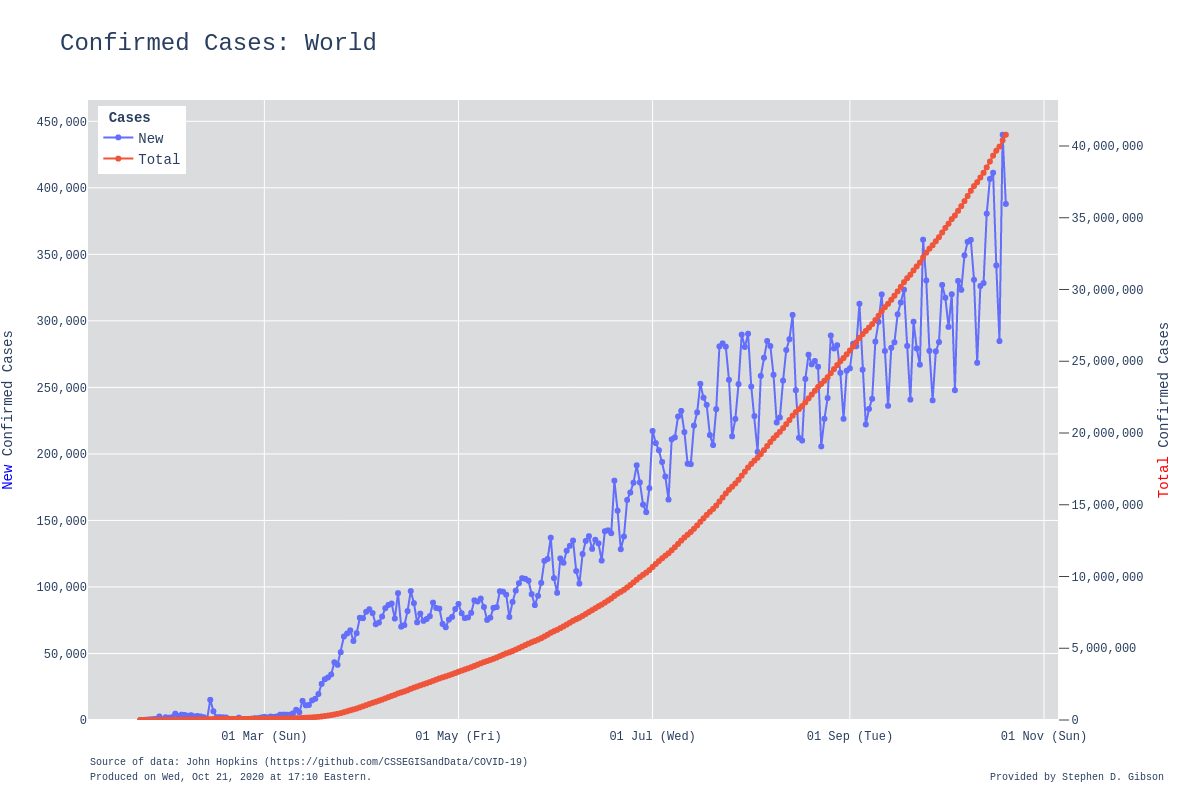 Confirmed Cases: World
Cases
New
Total
450,000
400,000
350,000
300,000
250,000
200,000
150,000
100,000
50,000
0
New Confirmed Cases
40,000,000
35,000,000
30,000,000
25,000,000
20,000,000
15,000,000
10,000,000
5,000,000
0
Total Confirmed Cases
01 Mar (Sun) 01 May (Fri) 01 Jul (Wed) 01 Sep (Tue) 01 Nov (Sun)
Source of data: John Hopkins (https://github.com/CSSEGISandData/COVID-19)
Produced on Wed, Oct 21, 2020 at 17:10 Eastern.
Provided by Stephen D. Gibson